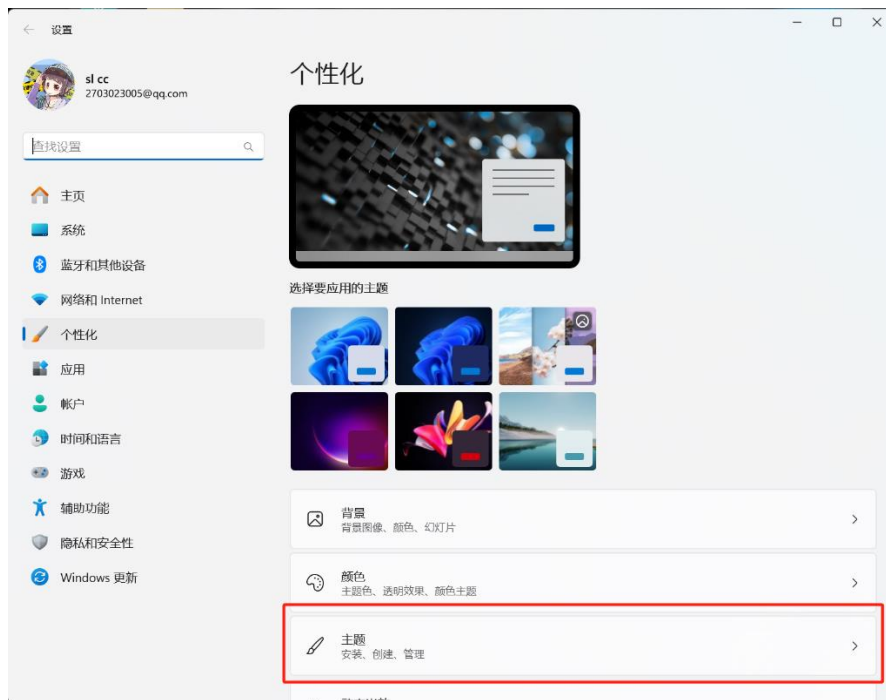 设置
sl cc
2703023005@qq.com
查找设置
主页
系统
蓝牙和其他设备
网络和 Internet
个性化
应用
帐户
时间和语言
游戏
辅助功能
隐私和安全性
Windows 更新
个性化
选择要应用的主题
背景
背景图像、颜色、幻灯片
颜色
主题色、透明效果、颜色主题
主题
安装、创建、管理